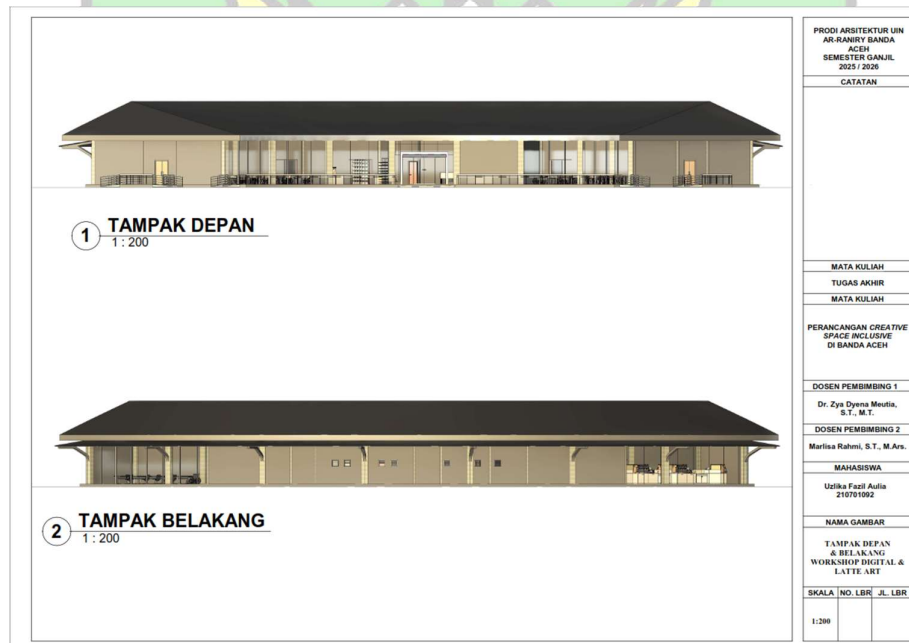 1
TAMPAK DEPAN
1 : 200
2
TAMPAK BELAKANG
1 : 200
PRODI ARSITEKTUR UIN
AR-RANIRY BANDA
ACEH
SEMESTER GANJIL
2025 / 2026
CATATAN
MATA KULIAH
TUGAS AKHIR
MATA KULIAH
PERANCANGAN CREATIVE
SPACE INCLUSIVE
DI BANDA ACEH
DOSEN PEMBIMBING 1
Dr. Zya Dyena Meutia,
S.T., M.T.
DOSEN PEMBIMBING 2
Marlisa Rahmi, S.T., M.Ars.
MAHASISWA
Uzlika Fazil Aulia
210701092
NAMA GAMBAR
TAMPAK DEPAN
& BELAKANG
WORKSHOP DIGITAL &
LATTE ART
SKALA NO. LBR JL. LBR
1:200